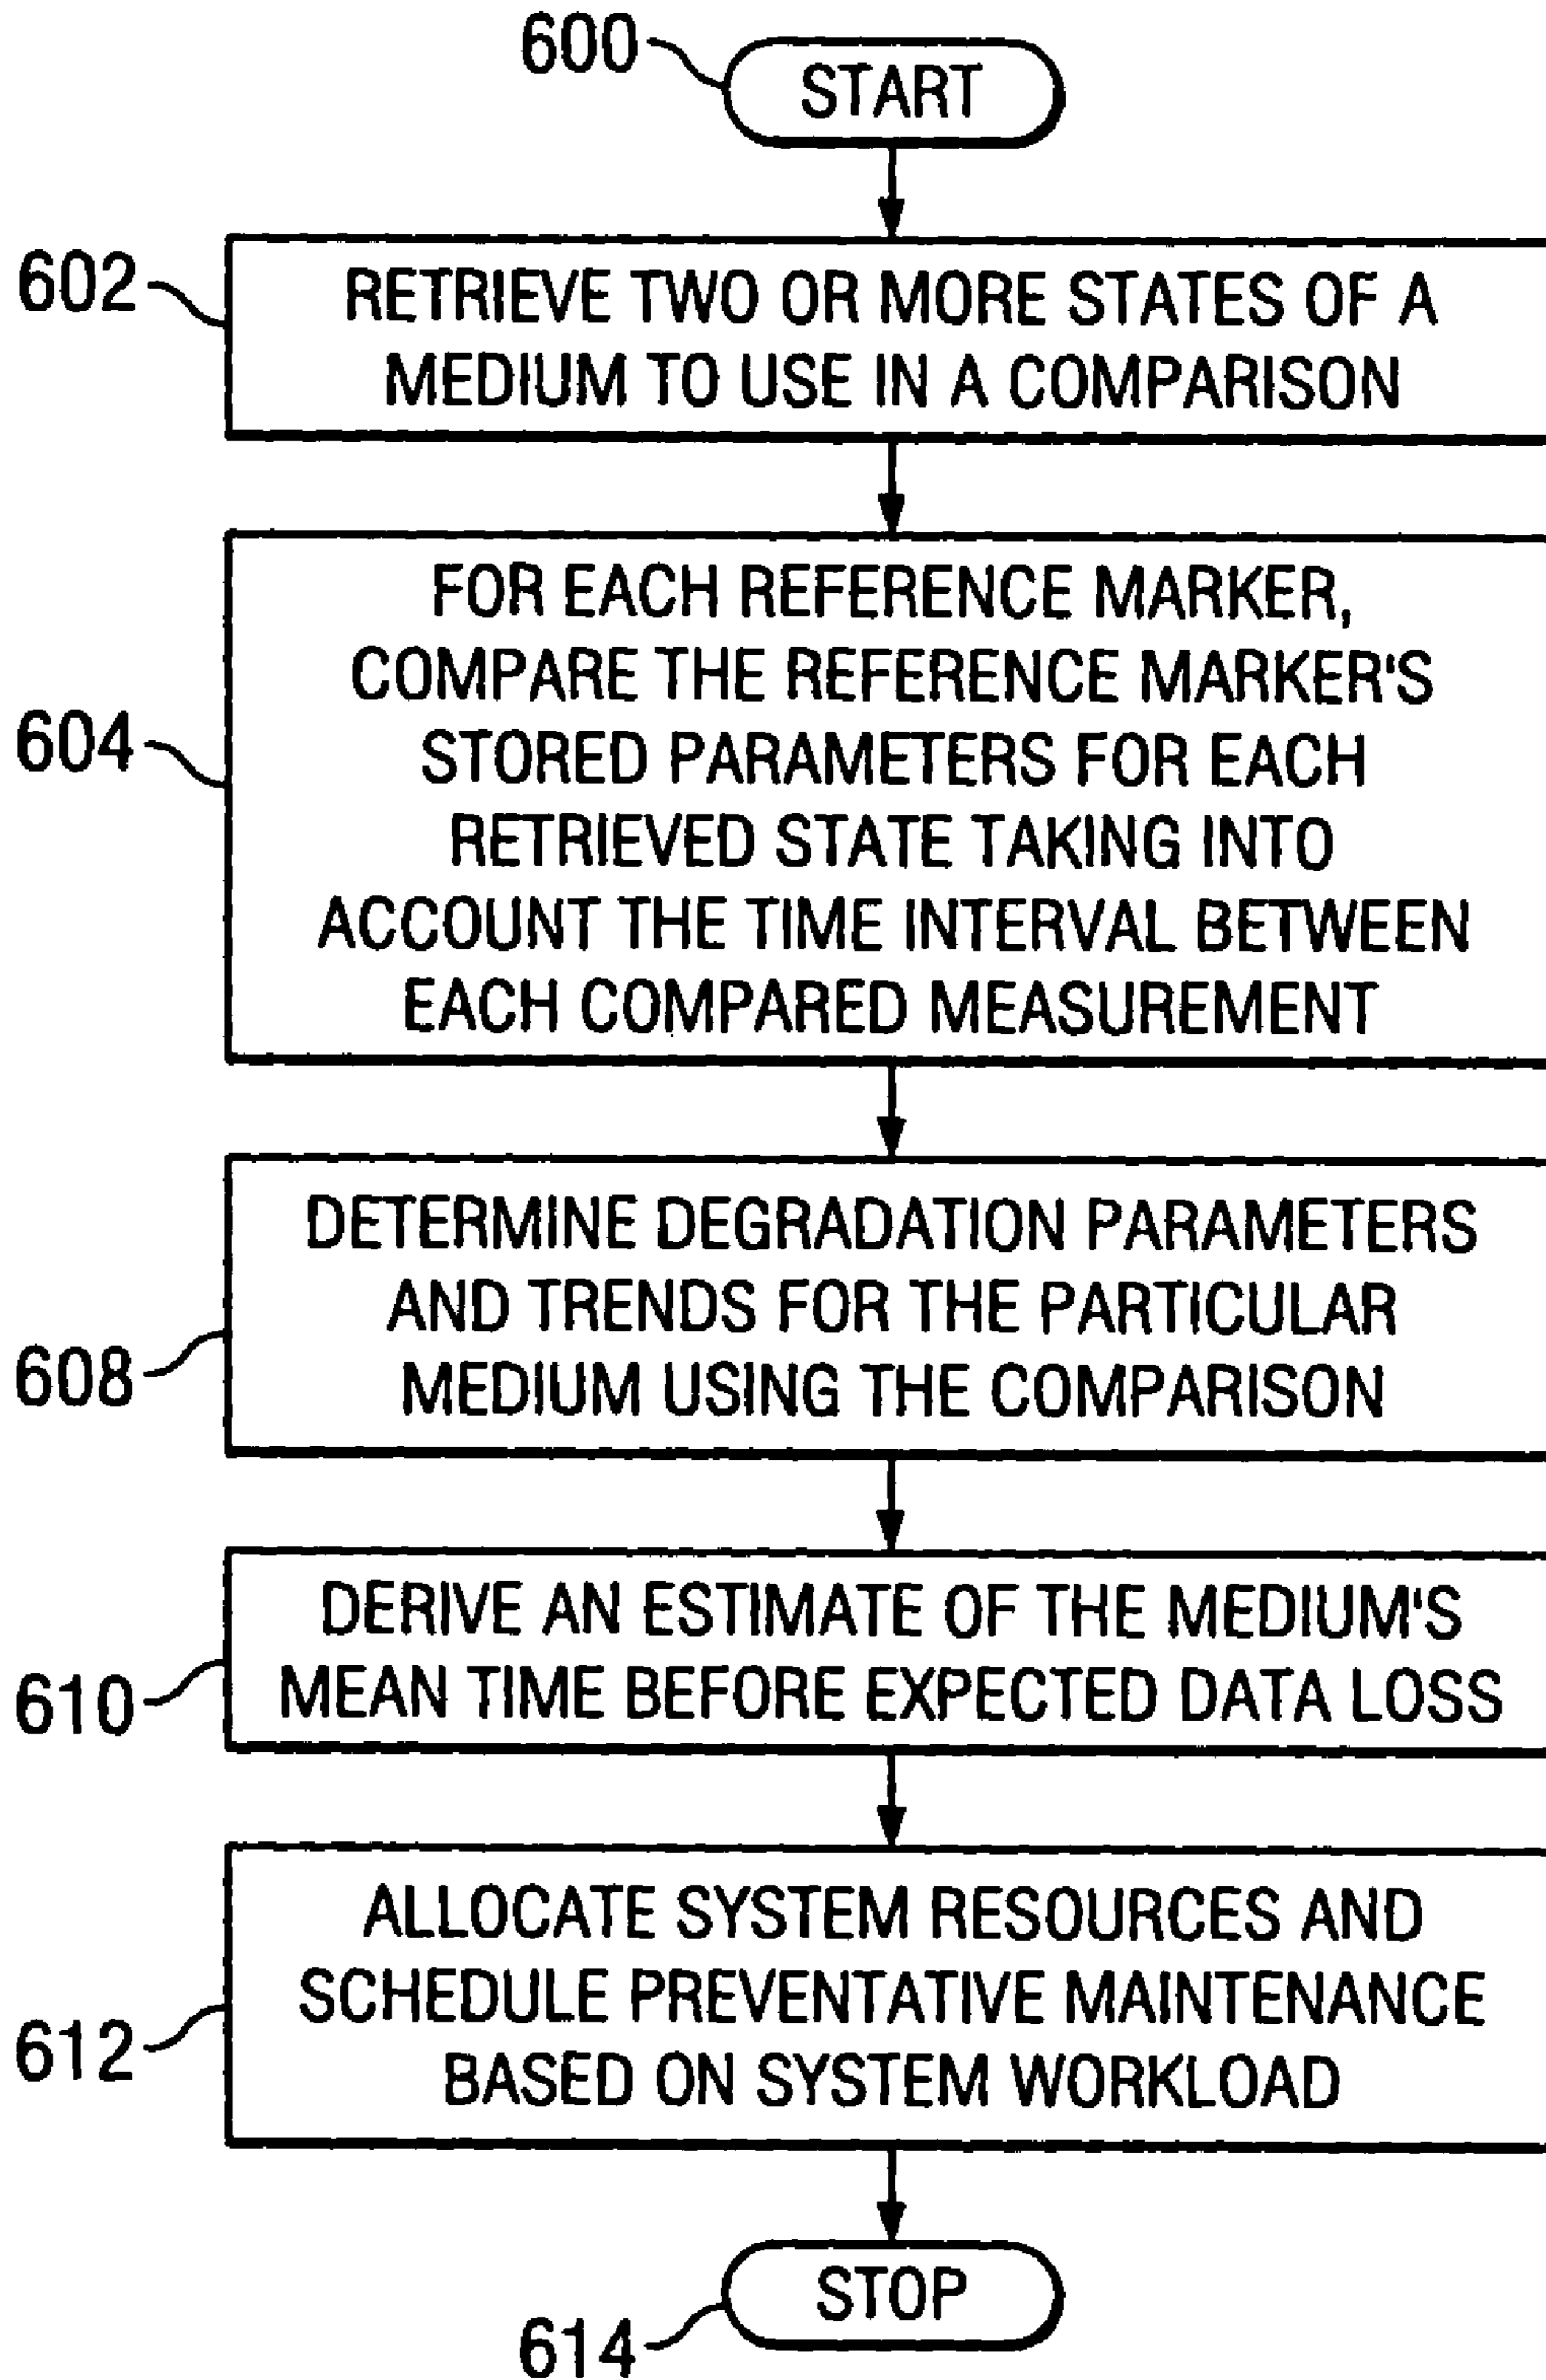 600
START
602
RETRIEVE TWO OR MORE STATES OF A
MEDIUM TO USE IN A COMPARISON
604
FOR EACH REFERENCE MARKER,
COMPARE THE REFERENCE MARKER'S
STORED PARAMETERS FOR EACH
RETRIEVED STATE TAKING INTO
ACCOUNT THE TIME INTERVAL BETWEEN
EACH COMPARED MEASUREMENT
608
DETERMINE DEGRADATION PARAMETERS
AND TRENDS FOR THE PARTICULAR
MEDIUM USING THE COMPARISON
610
DERIVE AN ESTIMATE OF THE MEDIUM'S
MEAN TIME BEFORE EXPECTED DATA LOSS
612
ALLOCATE SYSTEM RESOURCES AND
SCHEDULE PREVENTATIVE MAINTENANCE
BASED ON SYSTEM WORKLOAD
STOP
614